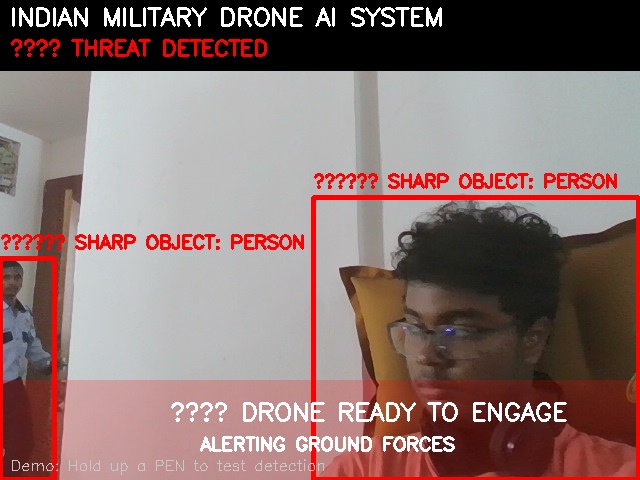 INDIAN MILITARY DRONE AI SYSTEM
???? THREAT DETECTED
?????? SHARP OBJECT: PERSON
?????? SHARP OBJECT: PERSON
???? DRONE READY TO ENGAGE
ALERTING GROUND FORCES
Demo: Hold up a PEN to test detection